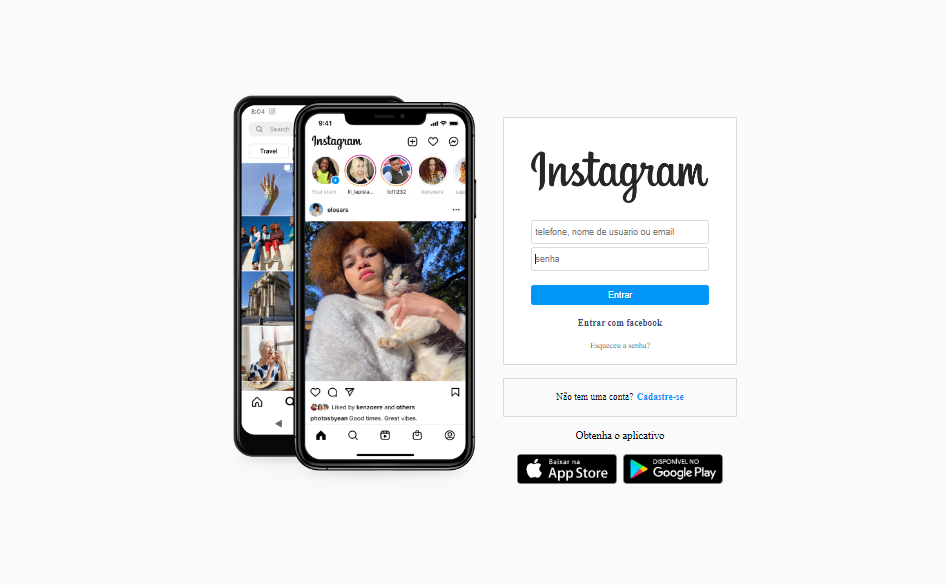 8:04
Search
Travel
9:41
Instagram
Your story
lil_lapisla...
lofti232
kenzoere
eloears
Liked by kenzoere and others
photosbyean Good times. Great vibes.
Instagram
telefone, nome de usuario ou email
senha
Entrar
Entrar com facebook
Esqueceu a senha?
Não tem uma conta? Cadastre-se
Obtenha o aplicativo
Baixar na
App Store
DISPONÍVEL NO
Google Play